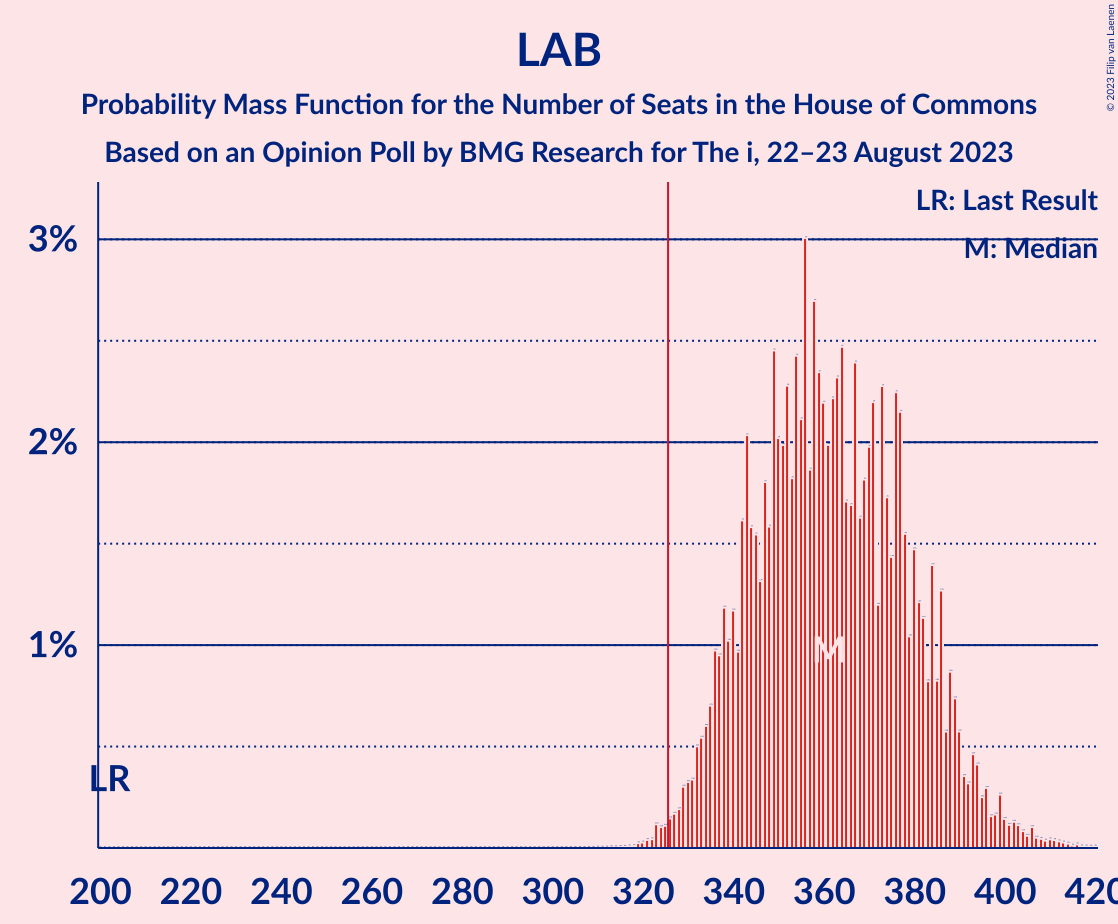 LAB
Probability Mass Function for the Number of Seats in the House of Commons
Based on an Opinion Poll by BMG Research for The i, 22–23 August 2023
© 2023 Filip van Laenen
LR: Last Result
M: Median
3%
2%
1%
M
LR
200 220 240 260 280 300 320 340 360 380 400 420